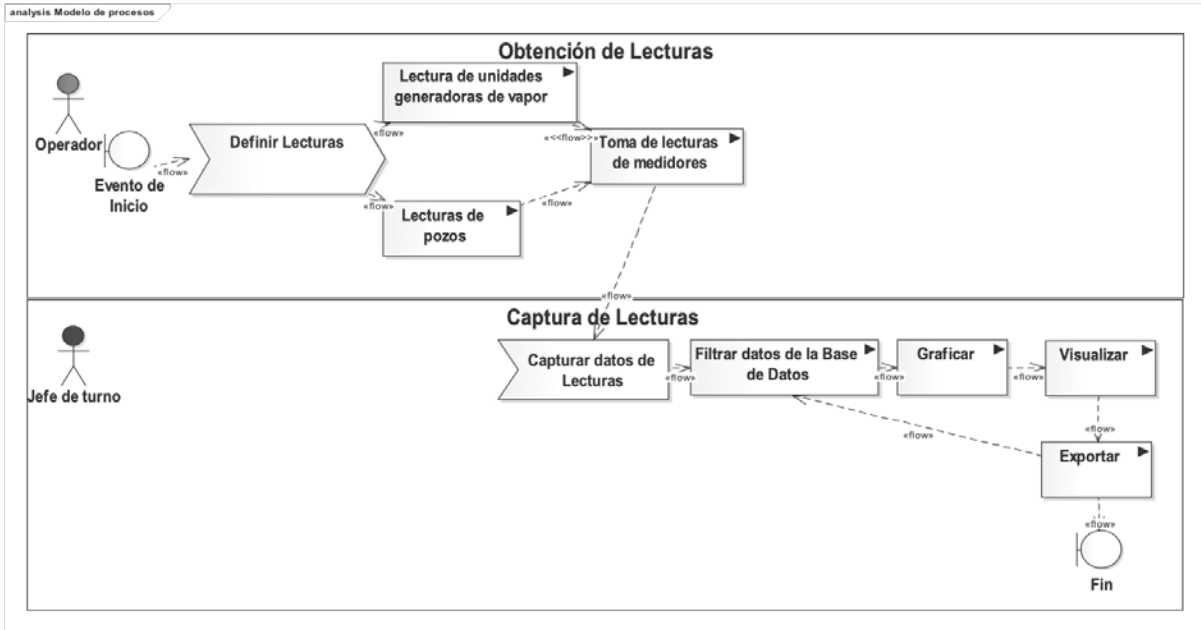 analysis Modelo de procesos
Obtención de Lecturas
Operador
Evento de
Inicio
«flow»
Definir Lecturas
«flow»
«flow»
Lectura de unidades
generadoras de vapor
Lecturas de
pozos
«<<flow>>»
«flow»
Toma de lecturas
de medidores
«flow»
Captura de Lecturas
Jefe de turno
Capturar datos de
Lecturas
«flow»
Filtrar datos de la Base
de Datos
«flow»
Graficar
«flow»
Visualizar
«flow»
«flow»
Exportar
«flow»
Fin